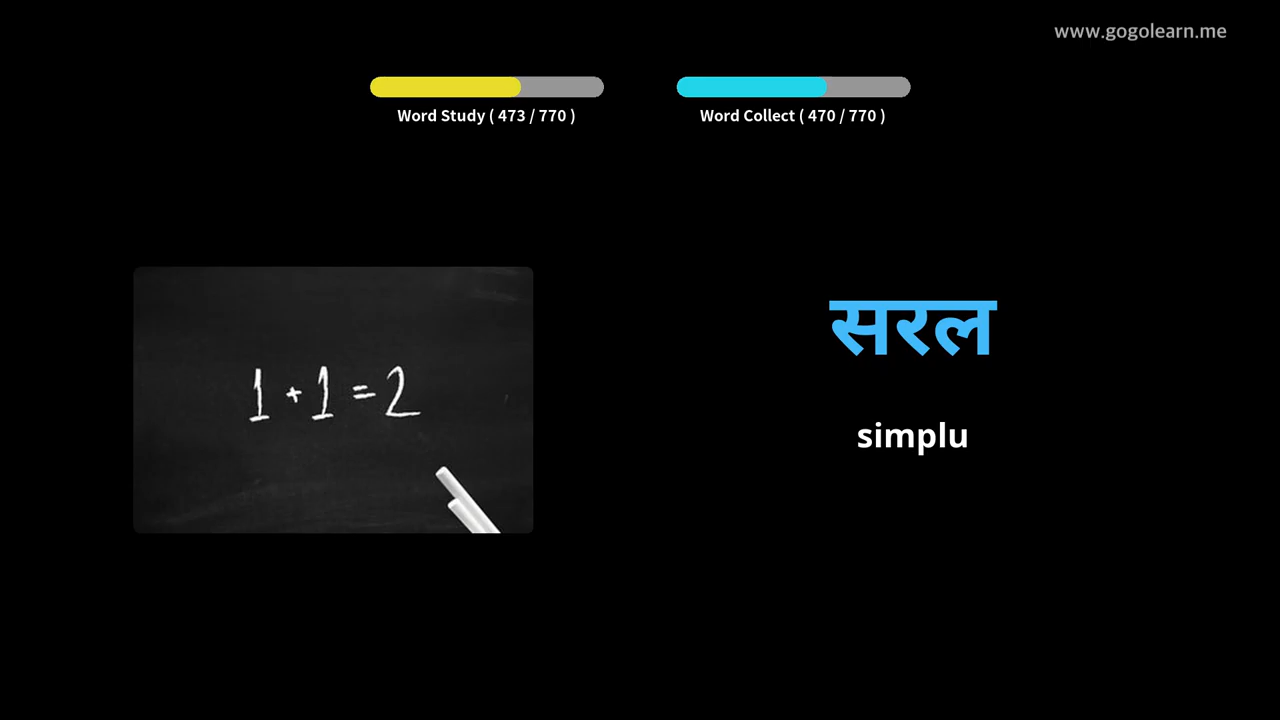 www.gogolearn.me
Word Study ( 473 / 770 )
Word Collect ( 470 / 770 )
1 + 1 = 2
सरल
simplu